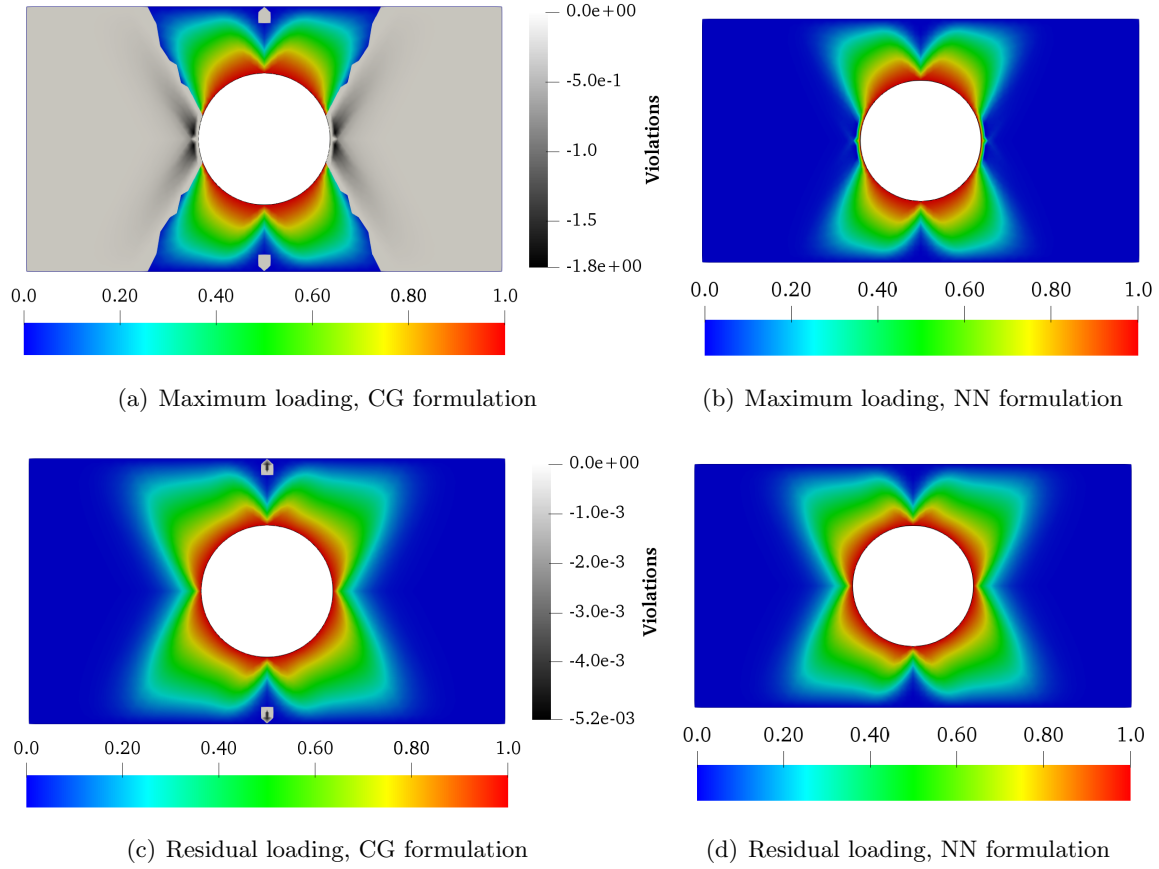 0.0e+00
-5.0e-1
-1.0
-1.5
-1.8e+00
Violations
0.0 0.20 0.40 0.60 0.80 1.0
0.0 0.20 0.40 0.60 0.80 1.0
(a) Maximum loading, CG formulation
(b) Maximum loading, NN formulation
0.0e+00
-1.0e-3
-2.0e-3
-3.0e-3
-4.0e-3
-5.2e-03
Violations
0.0 0.20 0.40 0.60 0.80 1.0
0.0 0.20 0.40 0.60 0.80 1.0
(c) Residual loading, CG formulation
(d) Residual loading, NN formulation